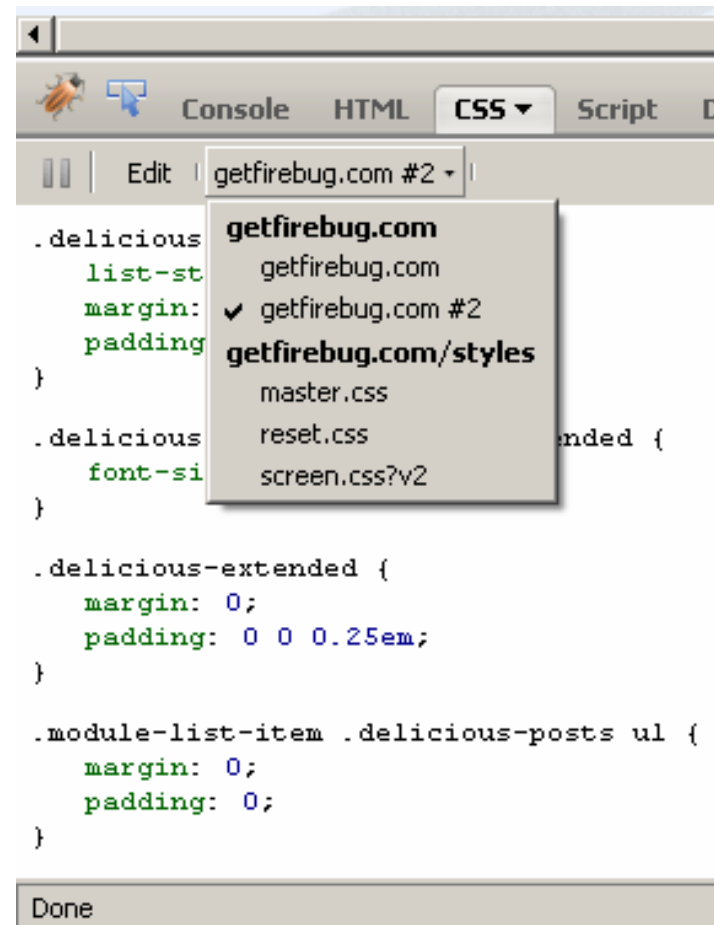 Console HTML CSS Script
Edit getfirebug.com #2
getfirebug.com
getfirebug.com
getfirebug.com #2
getfirebug.com/styles
master.css
reset.css
screen.css?v2
.delicious
list-st
margin:
padding
}
.delicious nded {
font-si
}
.delicious-extended {
margin: 0;
padding: 0 0 0.25em;
}
.module-list-item .delicious-posts ul {
margin: 0;
padding: 0;
}
Done